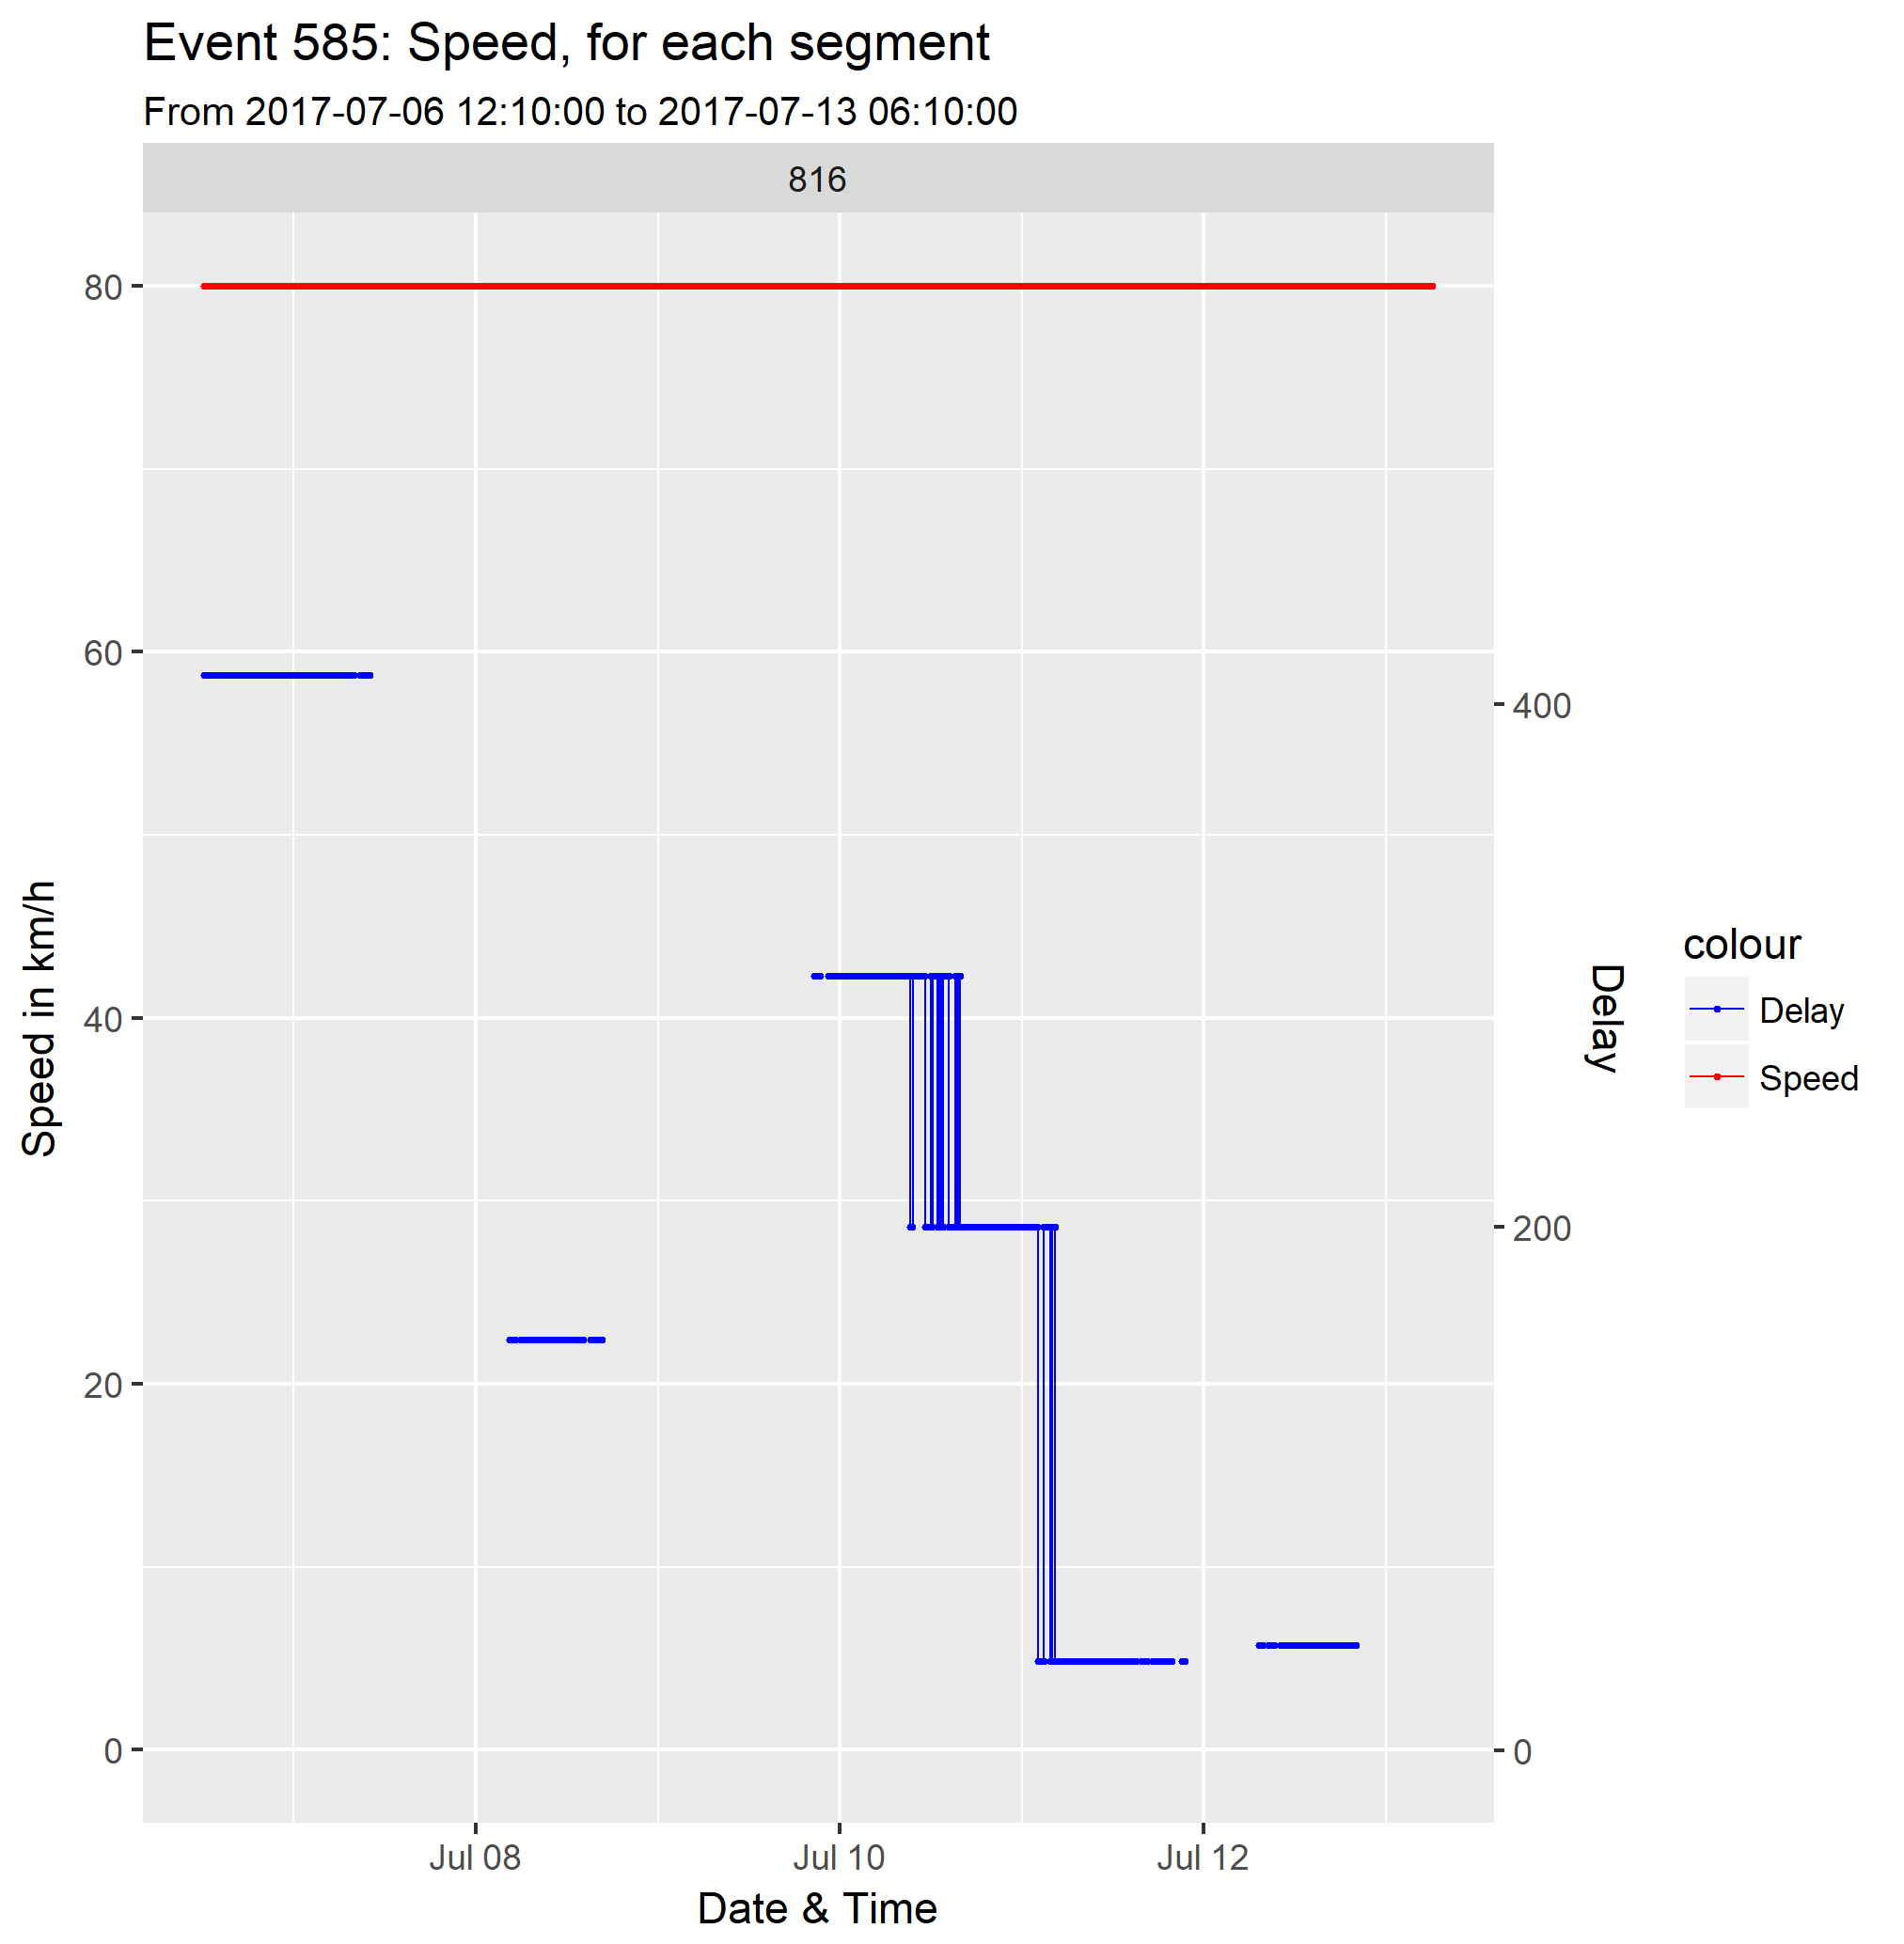 Event 585: Speed, for each segment
From 2017-07-06 12:10:00 to 2017-07-13 06:10:00
816
80
60
40
20
0
Speed in km/h
400
200
0
Delay
colour
Delay
Speed
Jul 08
Jul 10
Jul 12
Date & Time